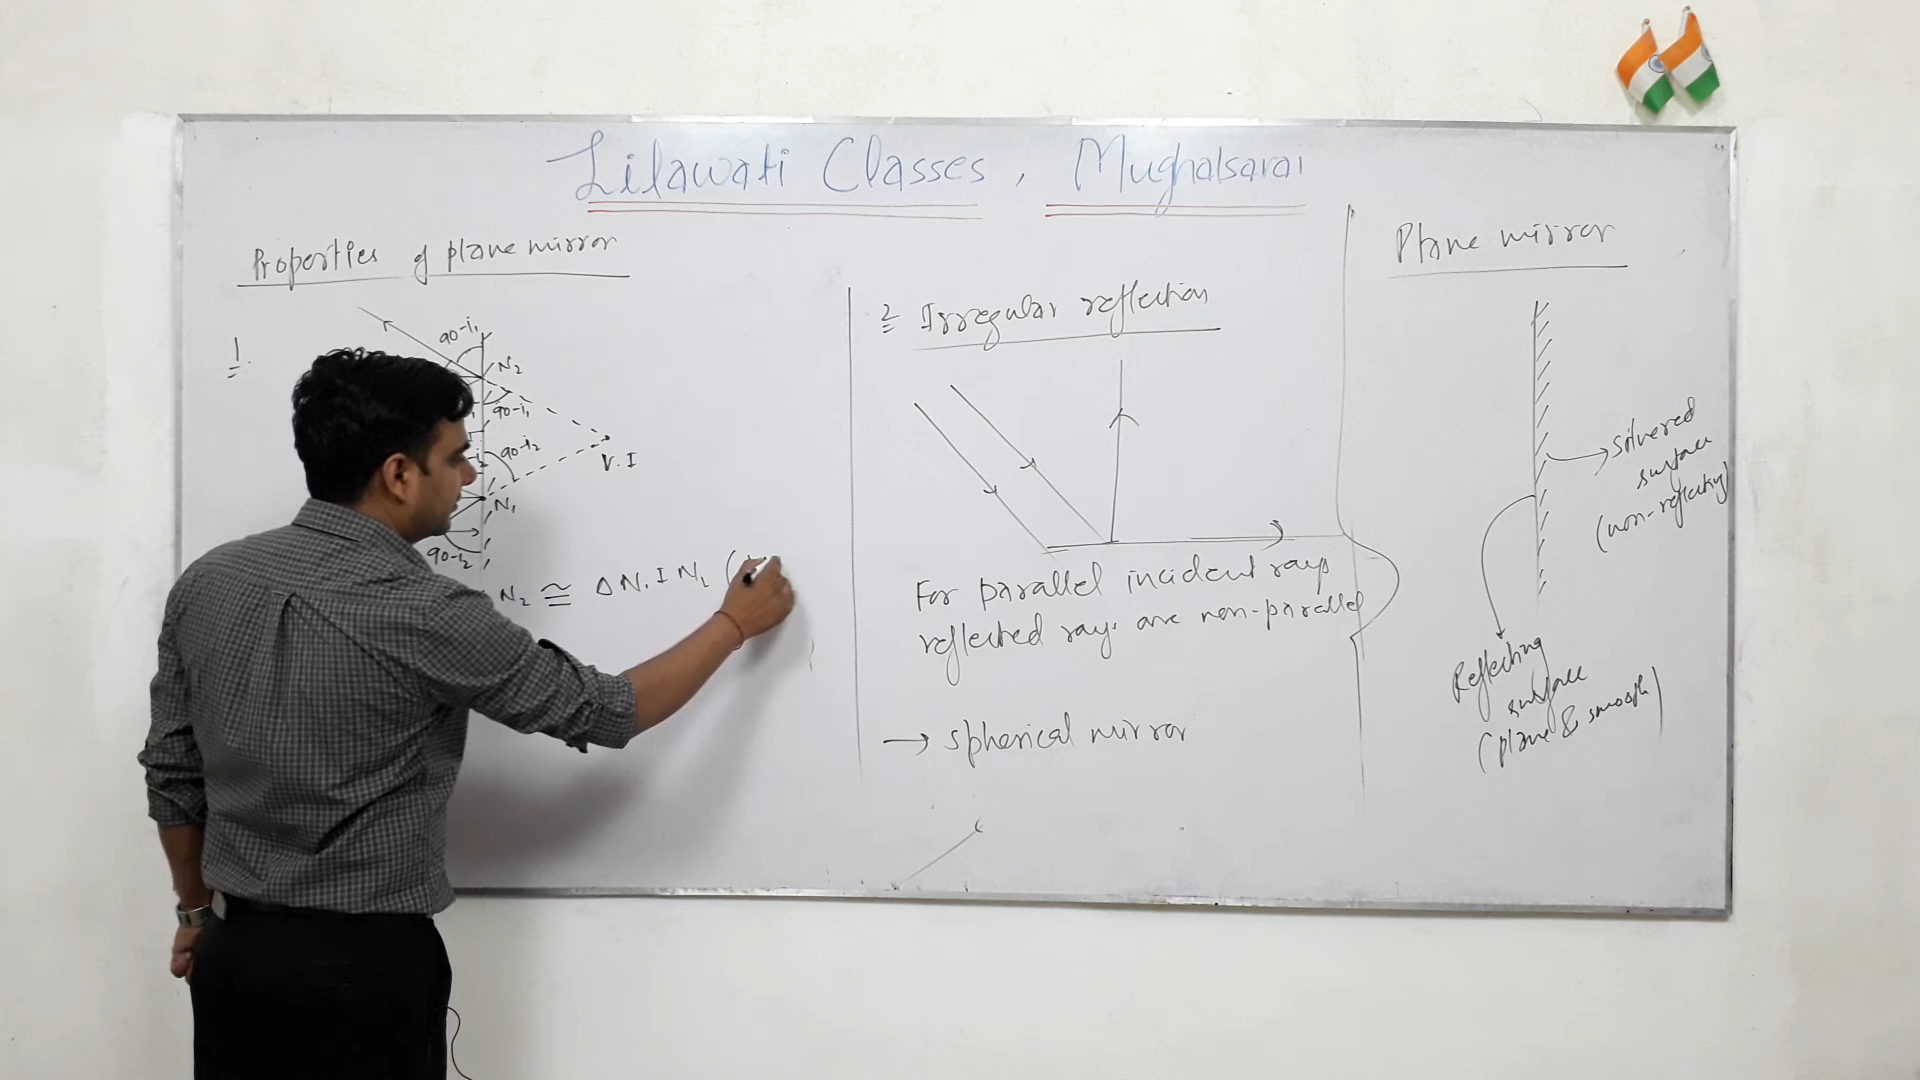 Lilawati Classes, Mughalsarai
Properties of plane mirror
1.
90-i₁
N₂
90-i₁
90-i₂
V.I
N₁
90-i₂
N₂ ≅ Δ N₁ I N₂ (
2 Irregular reflection
For parallel incident rays
reflected rays are non-parallel
→ Spherical mirror
Plane mirror
silvered
surface
(non-reflecting)
Reflecting
surface
(plane & smooth)